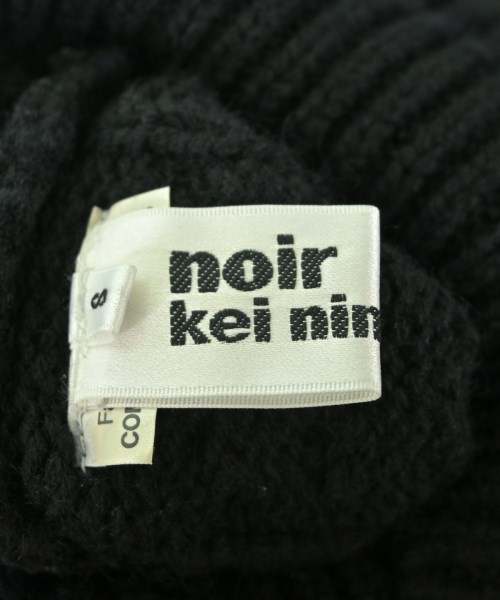 noir
kei nin
S